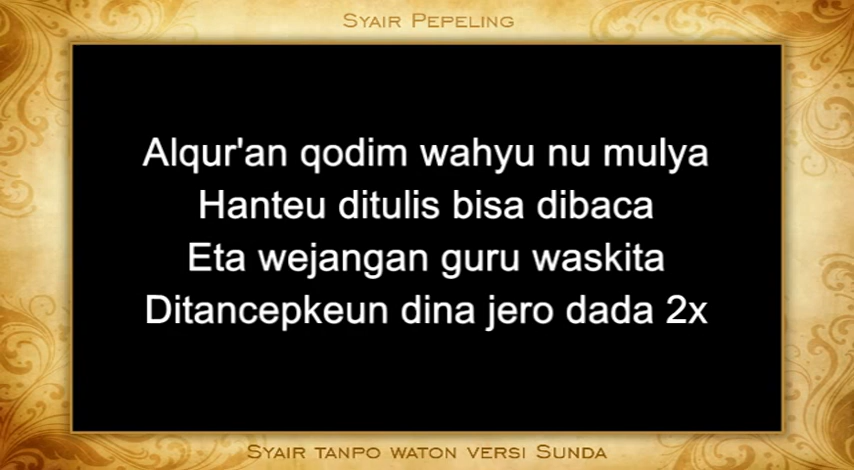 Syair Pepeling
Alqur'an qodim wahyu nu mulya
Hanteu ditulis bisa dibaca
Eta wejangan guru waskita
Ditancepkeun dina jero dada 2x
Syair tanpo waton versi Sunda